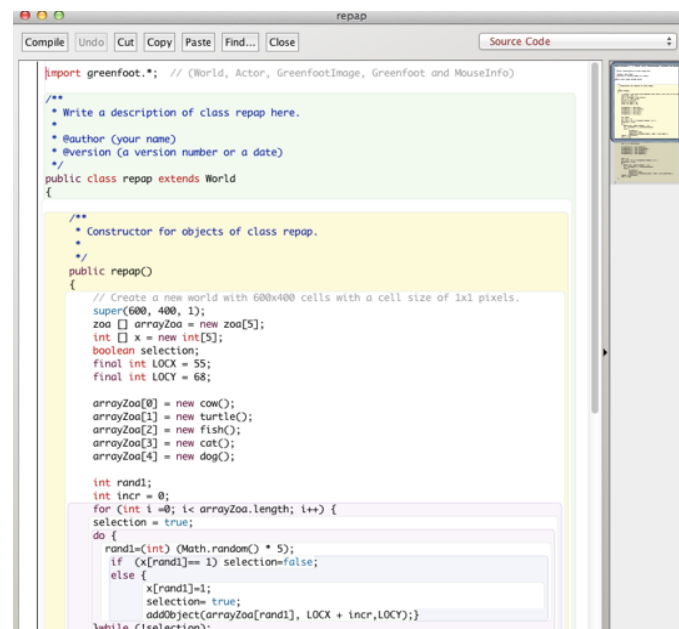 repap
Compile Undo Cut Copy Paste Find... Close Source Code
import greenfoot.*;  // (World, Actor, GreenfootImage, Greenfoot and MouseInfo)
/**
 * Write a description of class repap here.
 *
 * @author (your name)
 * @version (a version number or a date)
 */
public class repap extends World
{
/**
 * Constructor for objects of class repap.
 *
 */
public repap()
{
// Create a new world with 600x400 cells with a cell size of 1x1 pixels.
super(600, 400, 1);
zoa [] arrayZoa = new zoa[5];
int [] x = new int[5];
boolean selection;
final int LOCX = 55;
final int LOCY = 68;
arrayZoa[0] = new cow();
arrayZoa[1] = new turtle();
arrayZoa[2] = new fish();
arrayZoa[3] = new cat();
arrayZoa[4] = new dog();
int rand1;
int incr = 0;
for (int i =0; i< arrayZoa.length; i++) {
selection = true;
do {
rand1=(int) (Math.random() * 5);
if  (x[rand1]== 1) selection=false;
else {
x[rand1]=1;
selection= true;
addObject(arrayZoa[rand1], LOCX + incr,LOCY);}
}while (!selection);